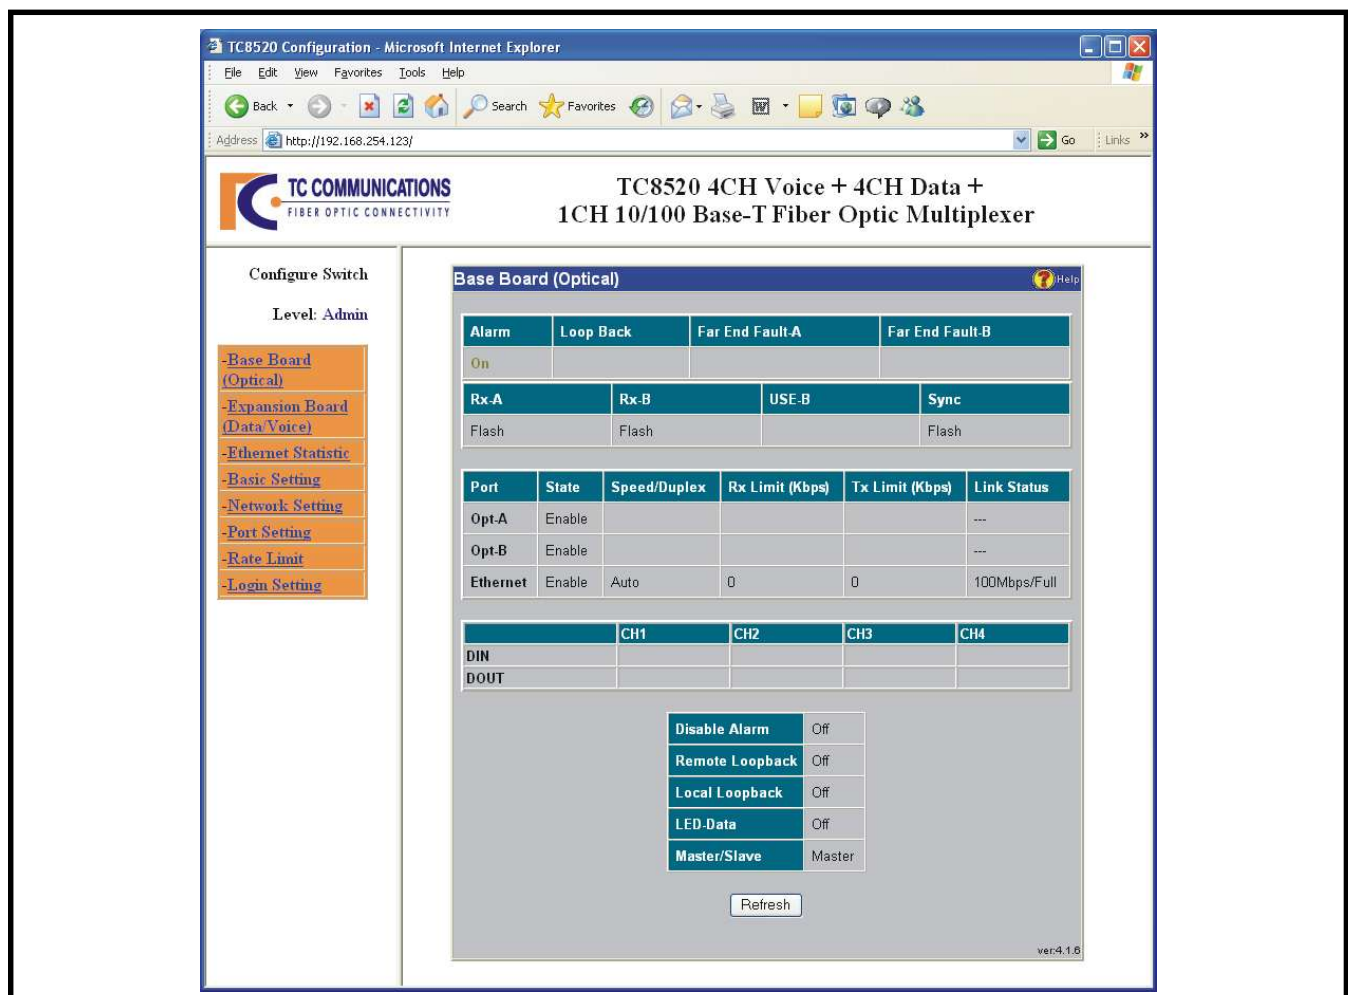 TC8520 Configuration - Microsoft Internet Explorer
File Edit View Favorites Tools Help
Back Search Favorites
Address http://192.168.254.123/ Go Links »
TC COMMUNICATIONS
FIBER OPTIC CONNECTIVITY
TC8520 4CH Voice + 4CH Data +
1CH 10/100 Base-T Fiber Optic Multiplexer
Configure Switch
Level: Admin
-Base Board
(Optical)
-Expansion Board
(Data/Voice)
-Ethernet Statistic
-Basic Setting
-Network Setting
-Port Setting
-Rate Limit
-Login Setting
Base Board (Optical) ? Help
Alarm Loop Back Far End Fault-A Far End Fault-B
On
Rx-A Rx-B USE-B Sync
Flash Flash Flash
Port State Speed/Duplex Rx Limit (Kbps) Tx Limit (Kbps) Link Status
Opt-A Enable ---
Opt-B Enable ---
Ethernet Enable Auto 0 0 100Mbps/Full
CH1 CH2 CH3 CH4
DIN
DOUT
Disable Alarm Off
Remote Loopback Off
Local Loopback Off
LED-Data Off
Master/Slave Master
Refresh
ver:4.1.6